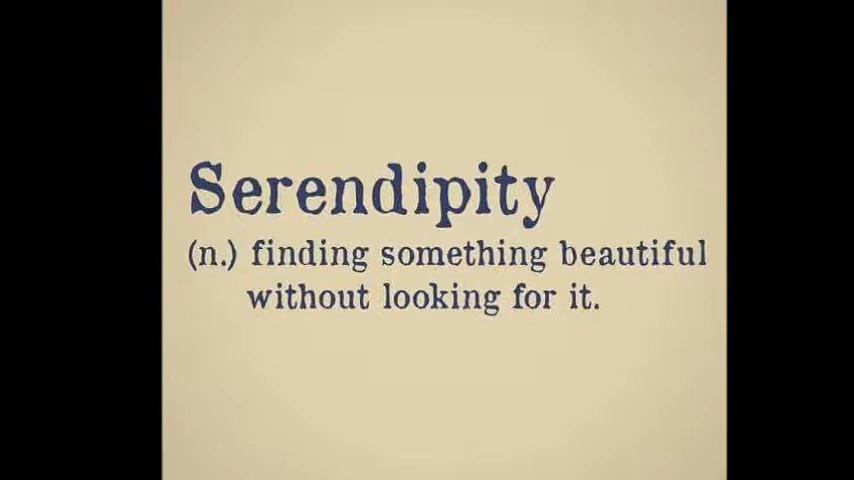 Serendipity
(n.) finding something beautiful
without looking for it.